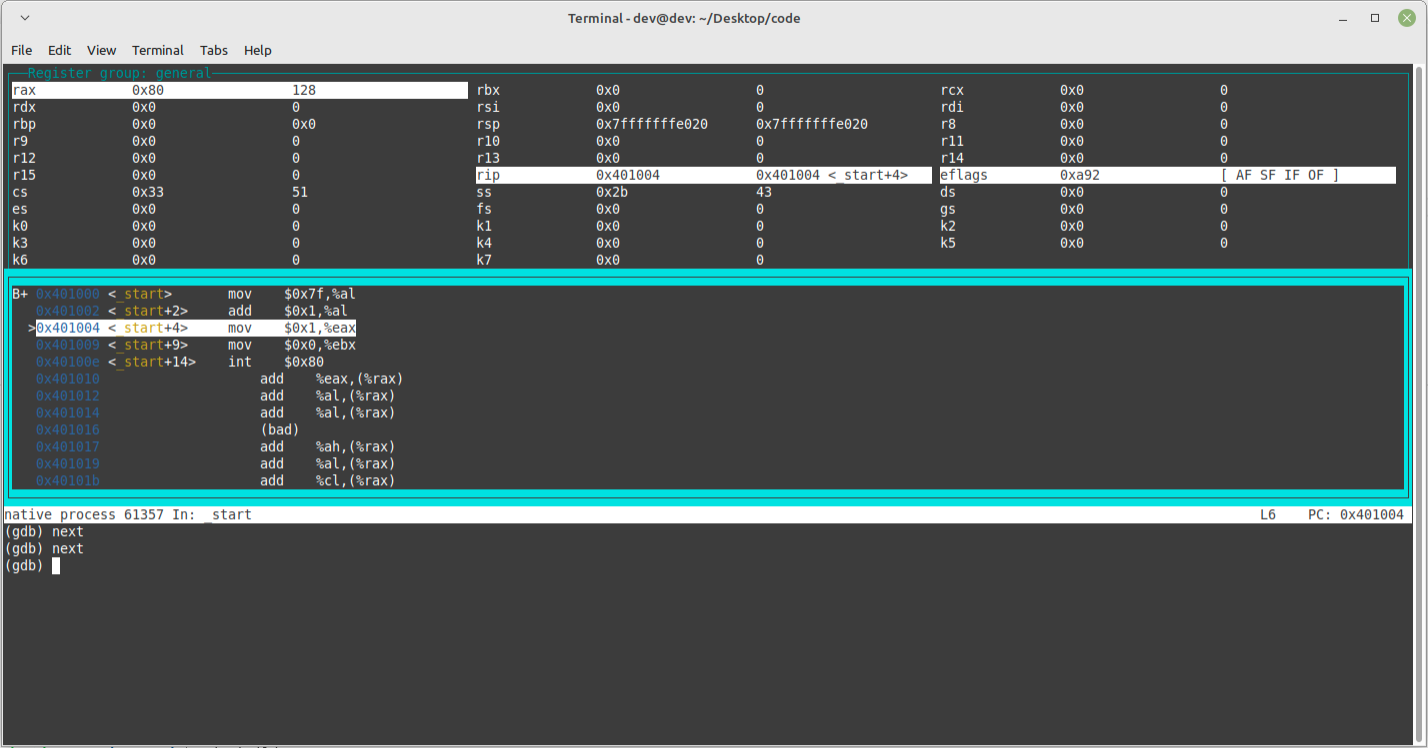 Terminal - dev@dev: ~/Desktop/code
File Edit View Terminal Tabs Help
Register group: general
rax 0x80 128 rbx 0x0 0 rcx 0x0 0
rdx 0x0 0 rsi 0x0 0 rdi 0x0 0
rbp 0x0 0x0 rsp 0x7fffffffe020 0x7fffffffe020 r8 0x0 0
r9 0x0 0 r10 0x0 0 r11 0x0 0
r12 0x0 0 r13 0x0 0 r14 0x0 0
r15 0x0 0 rip 0x401004 0x401004 <_start+4> eflags 0xa92 [ AF SF IF OF ]
cs 0x33 51 ss 0x2b 43 ds 0x0 0
es 0x0 0 fs 0x0 0 gs 0x0 0
k0 0x0 0 k1 0x0 0 k2 0x0 0
k3 0x0 0 k4 0x0 0 k5 0x0 0
k6 0x0 0 k7 0x0 0
B+ 0x401000 <_start> mov $0x7f,%al
0x401002 <_start+2> add $0x1,%al
>0x401004 <_start+4> mov $0x1,%eax
0x401009 <_start+9> mov $0x0,%ebx
0x40100e <_start+14> int $0x80
0x401010 add %eax,(%rax)
0x401012 add %al,(%rax)
0x401014 add %al,(%rax)
0x401016 (bad)
0x401017 add %ah,(%rax)
0x401019 add %al,(%rax)
0x40101b add %cl,(%rax)
native process 61357 In: _start L6 PC: 0x401004
(gdb) next
(gdb) next
(gdb)